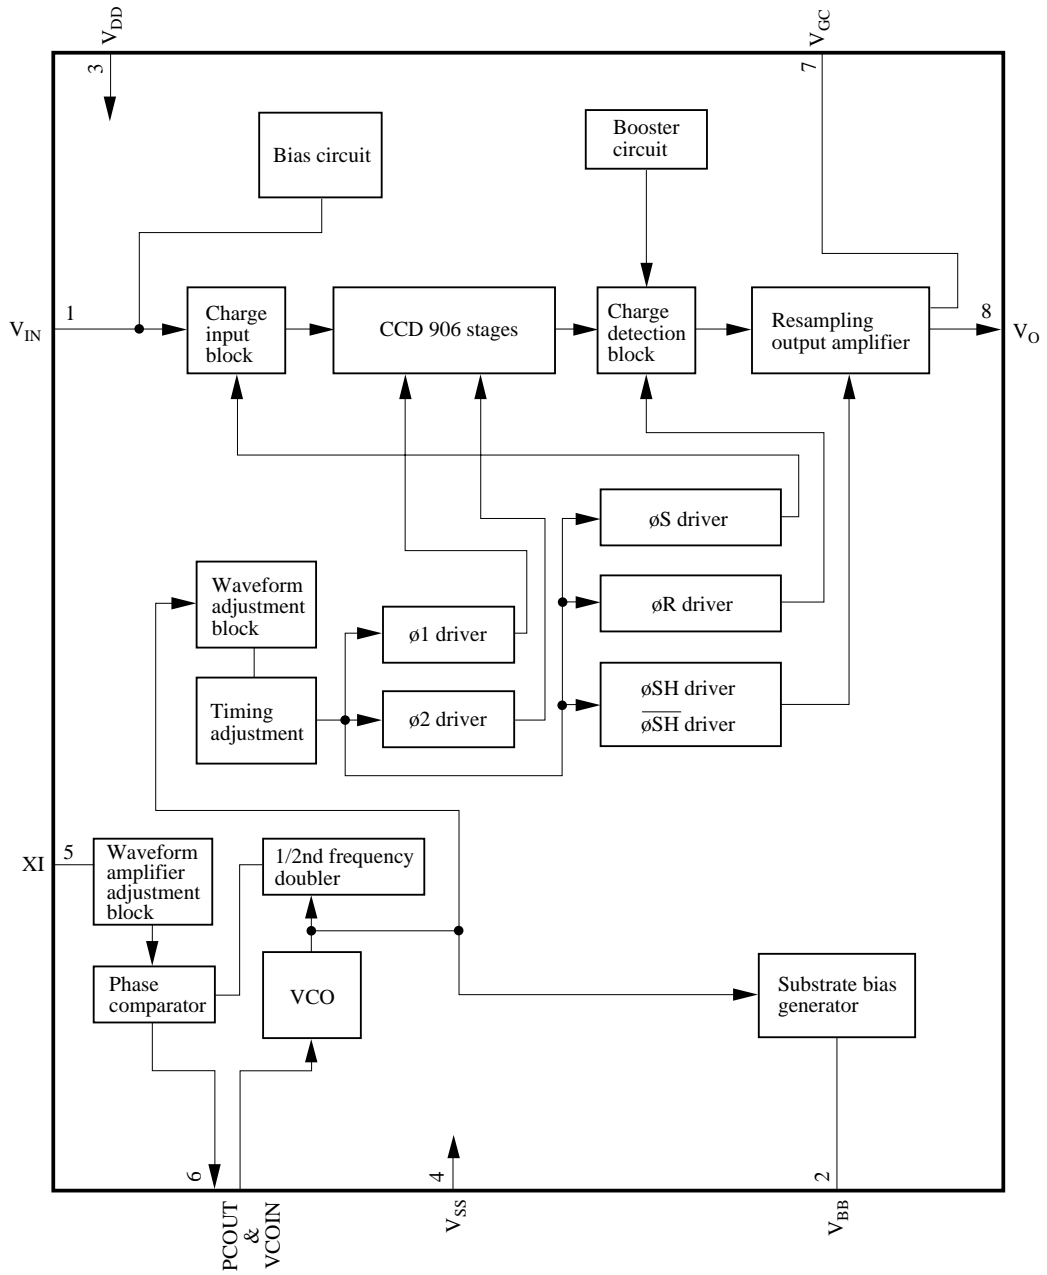 V_DD
3
V_GC
7
Bias circuit
Booster
circuit
V_IN
1
Charge
input
block
CCD 906 stages
Charge
detection
block
Resampling
output amplifier
8
V_O
øS driver
Waveform
adjustment
block
øR driver
ø1 driver
Timing
adjustment
ø2 driver
øSH driver
\overline{øSH} driver
XI
5
Waveform
amplifier
adjustment
block
1/2nd frequency
doubler
Phase
comparator
VCO
Substrate bias
generator
6
PCOUT
&
VCOIN
4
V_SS
2
V_BB